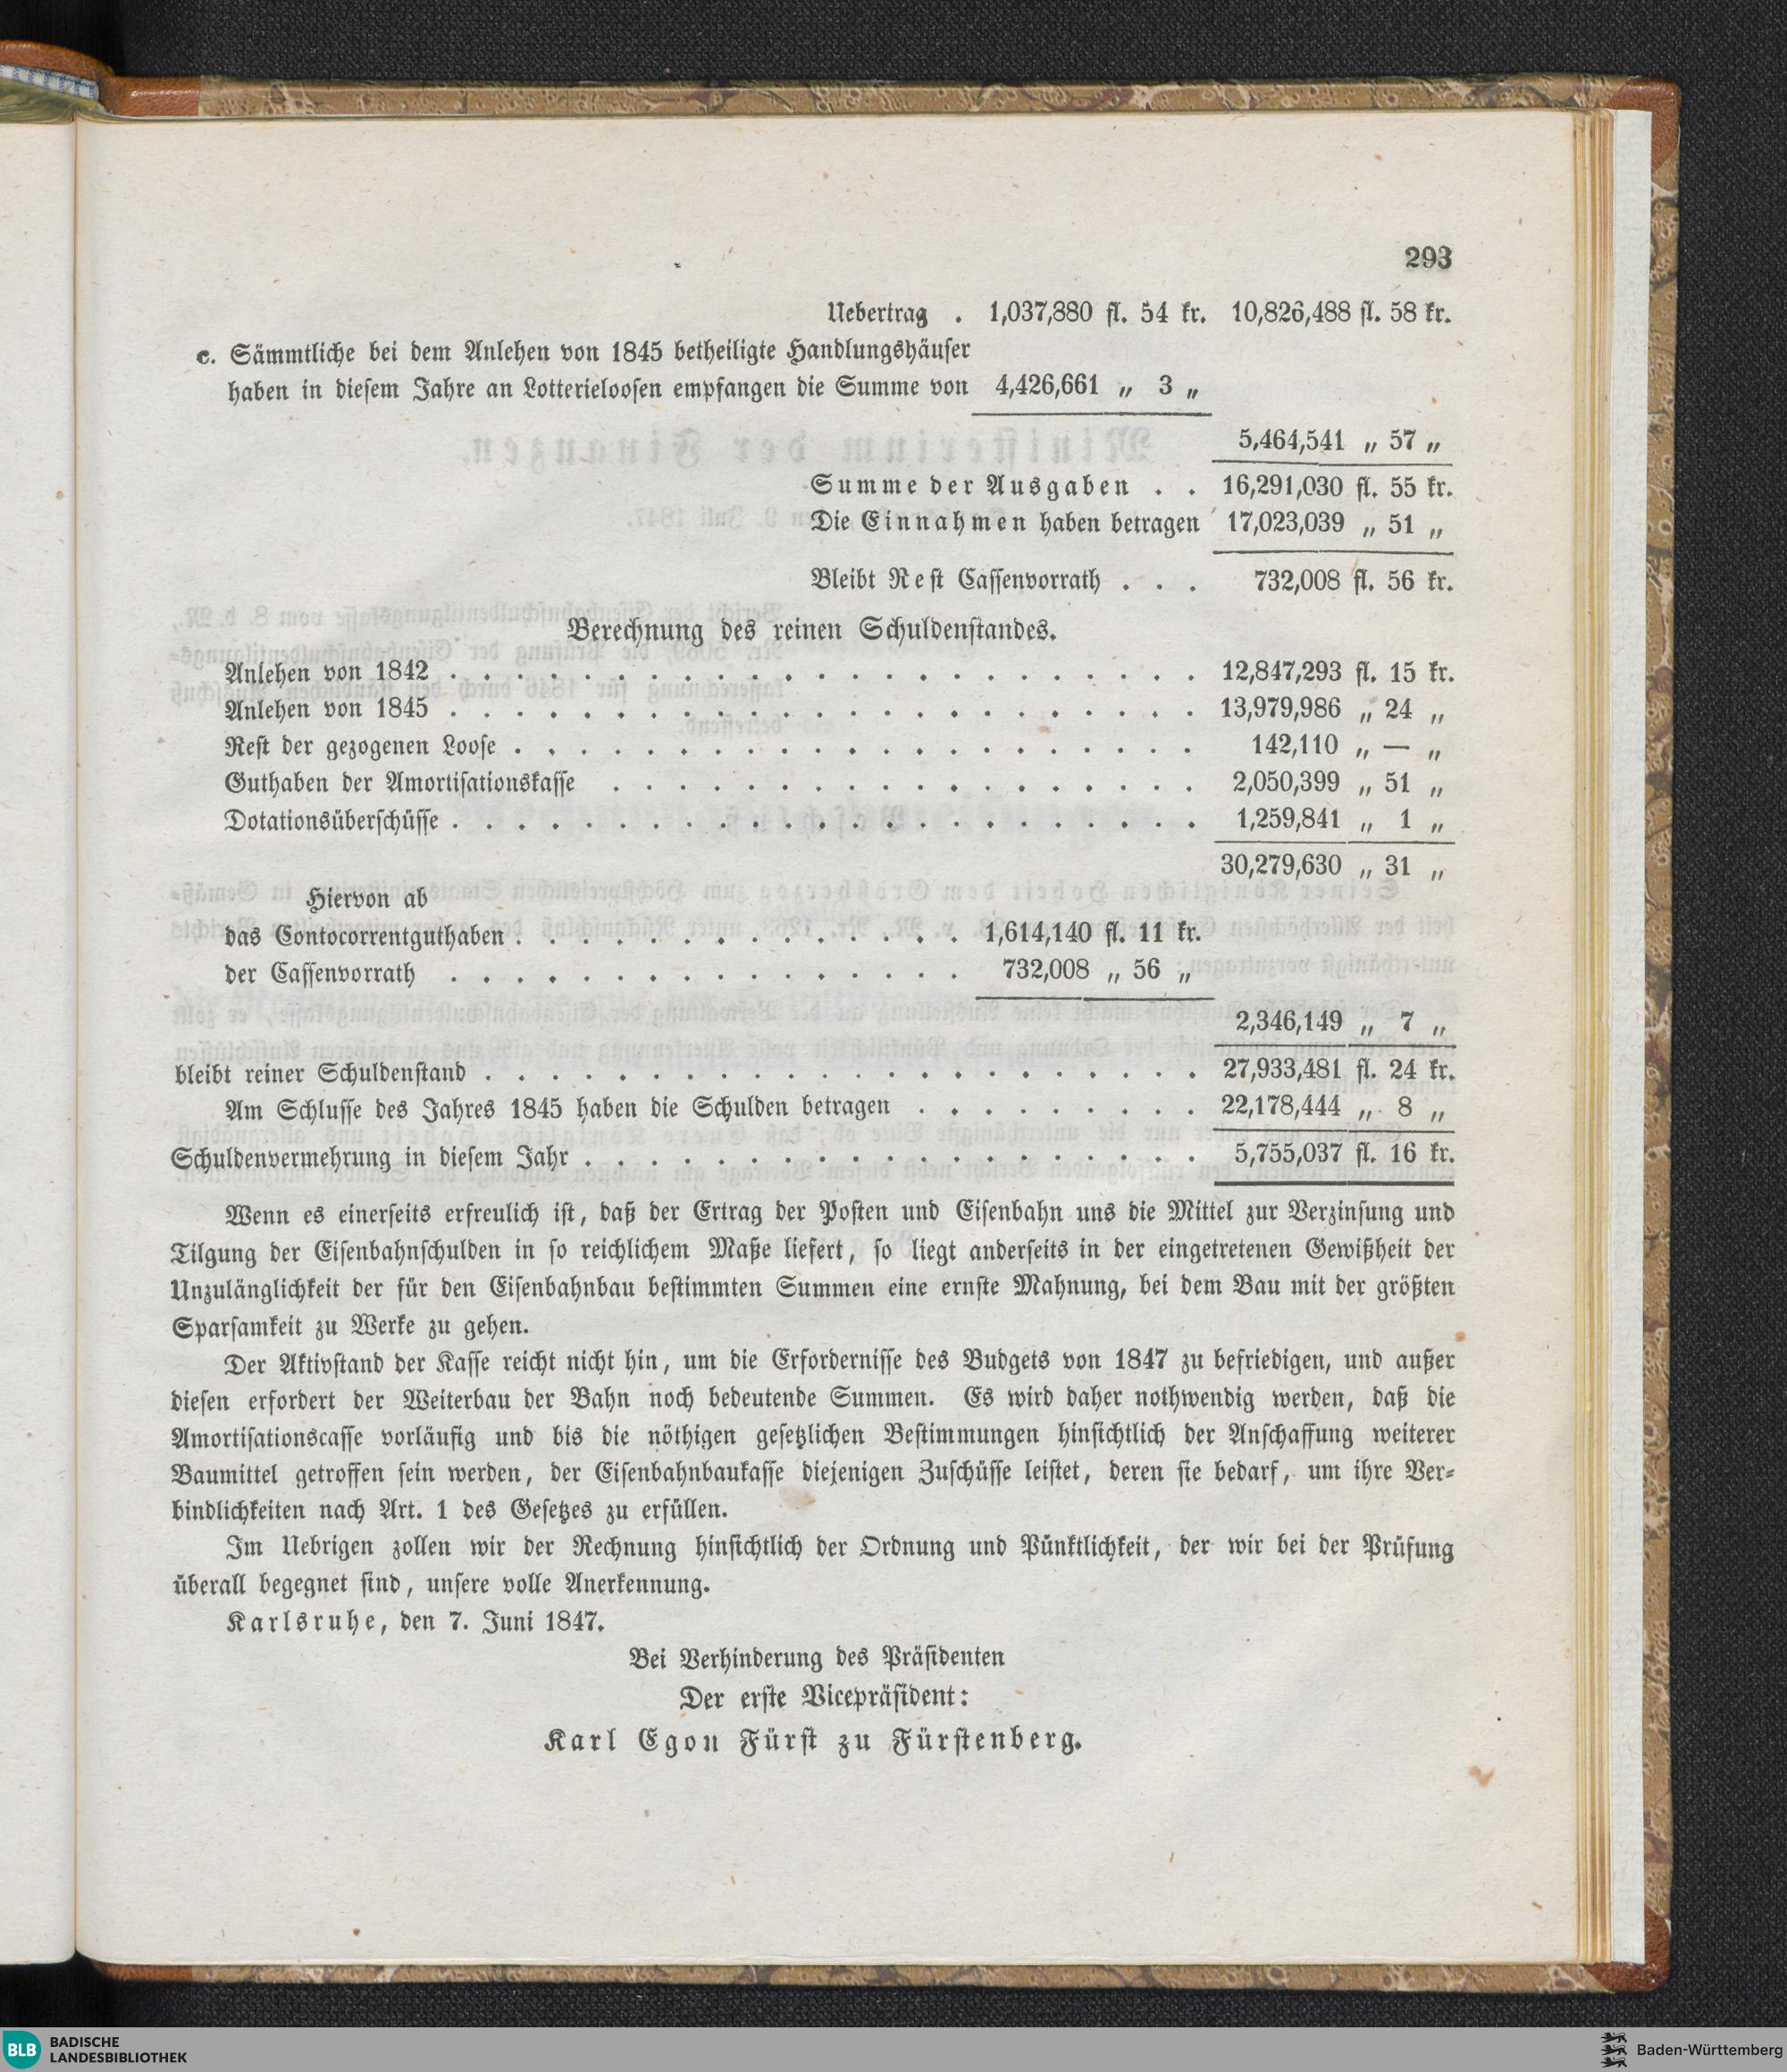 293
Uebertrag . 1,037,880 fl. 54 kr. 10,826,488 fl. 58 kr.
c. Sämmtliche bei dem Anlehen von 1845 betheiligte Handlungshäuser
haben in diesem Jahre an Lotterieloosen empfangen die Summe von 4,426,661 „ 3 „
5,464,541 „ 57 „
Summe der Ausgaben . . 16,291,030 fl. 55 kr.
Die Einnahmen haben betragen 17,023,039 „ 51 „
Bleibt Rest Cassenvorrath . . . 732,008 fl. 56 kr.
Berechnung des reinen Schuldenstandes.
Anlehen von 1842 . . . . . . . . . . . . . . . . . . . . . . . 12,847,293 fl. 15 kr.
Anlehen von 1845 . . . . . . . . . . . . . . . . . . . . . . . 13,979,986 „ 24 „
Rest der gezogenen Loose . . . . . . . . . . . . . . . . . . . . . 142,110 „ — „
Guthaben der Amortisationskasse . . . . . . . . . . . . . . . . . . 2,050,399 „ 51 „
Dotationsüberschüsse . . . . . . . . . . . . . . . . . . . . . . . 1,259,841 „ 1 „
30,279,630 „ 31 „
Hiervon ab
das Contocorrentguthaben . . . . . . . . . . . . . . 1,614,140 fl. 11 kr.
der Cassenvorrath . . . . . . . . . . . . . . . . 732,008 „ 56 „
2,346,149 „ 7 „
bleibt reiner Schuldenstand . . . . . . . . . . . . . . . . . . . . . . 27,933,481 fl. 24 kr.
Am Schlusse des Jahres 1845 haben die Schulden betragen . . . . . . . . . 22,178,444 „ 8 „
Schuldenvermehrung in diesem Jahr . . . . . . . . . . . . . . . . . . . 5,755,037 fl. 16 kr.
Wenn es einerseits erfreulich ist, daß der Ertrag der Posten und Eisenbahn uns die Mittel zur Verzinsung und
Tilgung der Eisenbahnschulden in so reichlichem Maße liefert, so liegt anderseits in der eingetretenen Gewißheit der
Unzulänglichkeit der für den Eisenbahnbau bestimmten Summen eine ernste Mahnung, bei dem Bau mit der größten
Sparsamkeit zu Werke zu gehen.
Der Aktivstand der Kasse reicht nicht hin, um die Erfordernisse des Budgets von 1847 zu befriedigen, und außer
diesen erfordert der Weiterbau der Bahn noch bedeutende Summen. Es wird daher nothwendig werden, daß die
Amortisationscasse vorläufig und bis die nöthigen gesetzlichen Bestimmungen hinsichtlich der Anschaffung weiterer
Baumittel getroffen sein werden, der Eisenbahnbaukasse diejenigen Zuschüsse leistet, deren sie bedarf, um ihre Ver-
bindlichkeiten nach Art. 1 des Gesetzes zu erfüllen.
Im Uebrigen zollen wir der Rechnung hinsichtlich der Ordnung und Pünktlichkeit, der wir bei der Prüfung
überall begegnet sind, unsere volle Anerkennung.
Karlsruhe, den 7. Juni 1847.
Bei Verhinderung des Präsidenten
Der erste Vicepräsident:
Karl Egon Fürst zu Fürstenberg.
BLB BADISCHE
LANDESBIBLIOTHEK
Baden-Württemberg